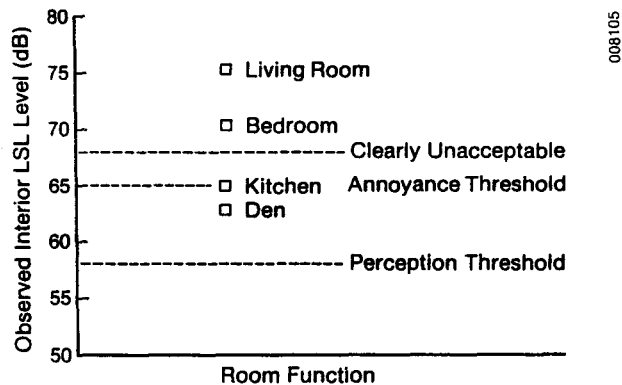 008105
Observed Interior LSL Level (dB)
80
75
70
65
60
55
50
Living Room
Bedroom
Clearly Unacceptable
Kitchen Annoyance Threshold
Den
Perception Threshold
Room Function